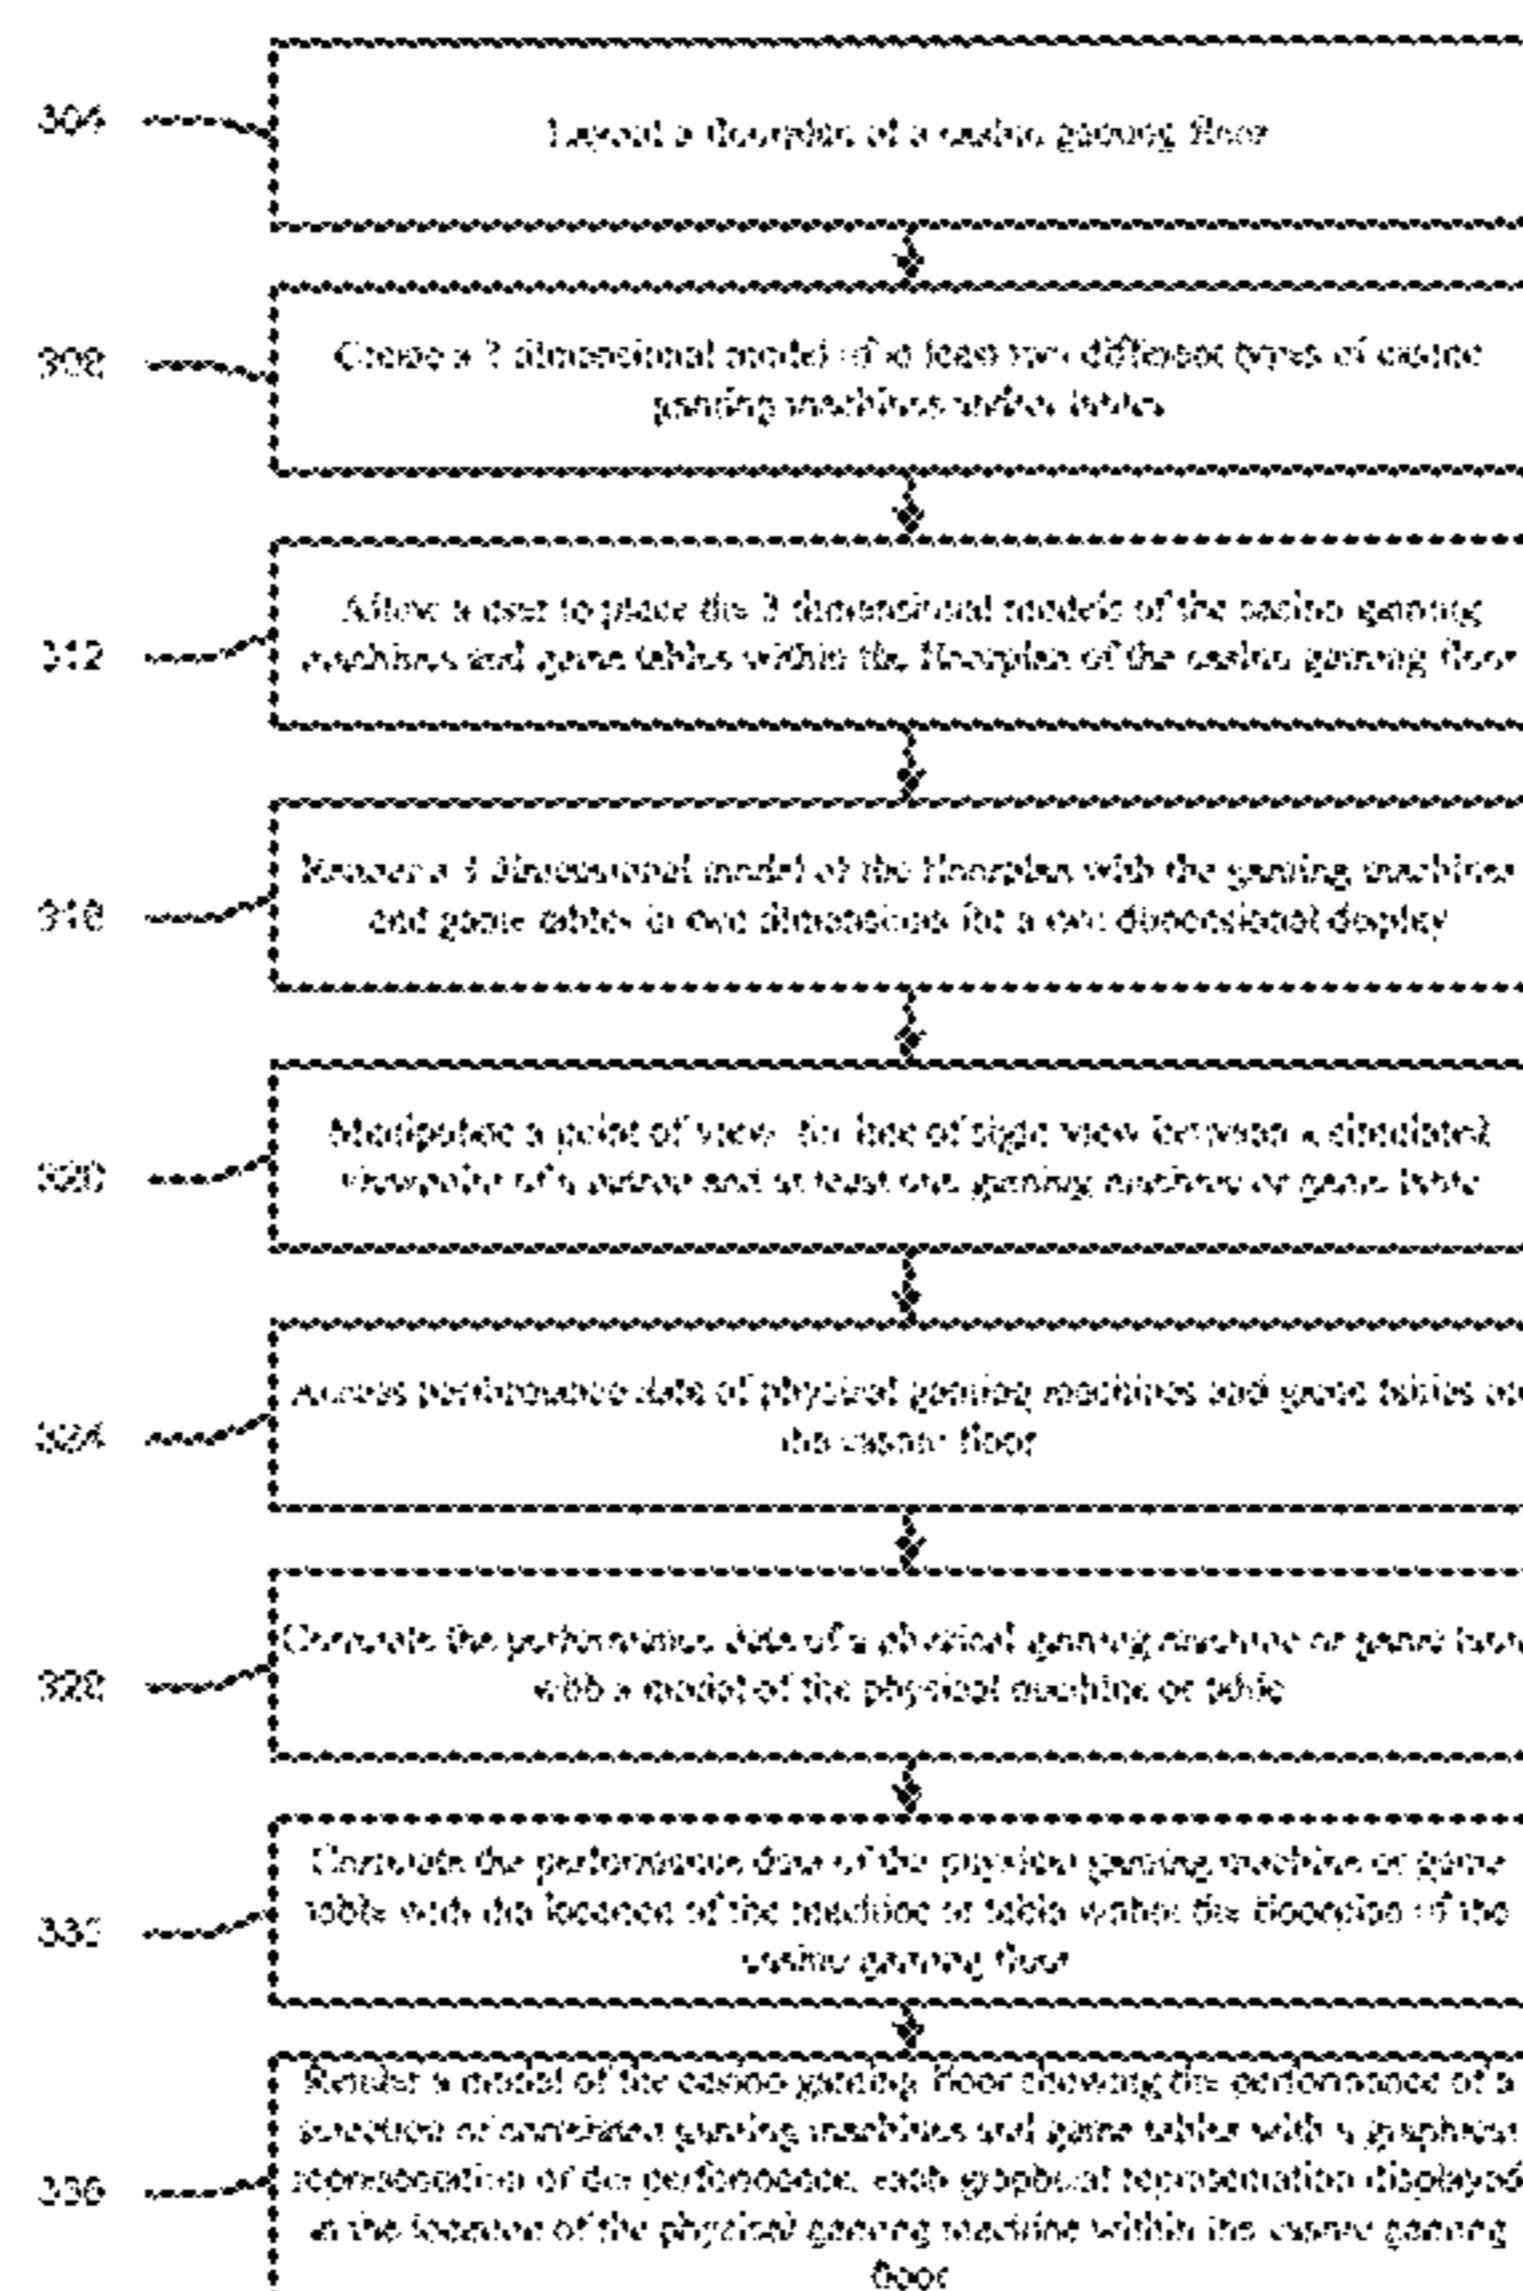 304
Layout a floorplan of a casino gaming floor
308
Create a 3 dimensional model of at least two different types of casino
gaming machines and/or tables
312
Allow a user to place the 3 dimensional models of the casino gaming
machines and game tables within the floorplan of the casino gaming floor
316
Render a 3 dimensional model of the floorplan with the gaming machines
and game tables in two dimensions for a two dimensional display
320
Manipulate a point of view for line of sight view between a simulated
viewpoint of a patron and at least one gaming machine or game table
324
Access performance data of physical gaming machines and game tables on
the casino floor
328
Correlate the performance data of a physical gaming machine or game
with a model of the physical machine or table
332
Correlate the performance data of the physical gaming machine or game
table with the location of the machine or table within the floorplan of the
casino gaming floor
336
Render a model of the casino gaming floor showing the performance of a
selection of correlated gaming machines and game tables with a graphical
representation of the performance, each graphical representation displayed
in the location of the physical gaming machine within the casino gaming
floor